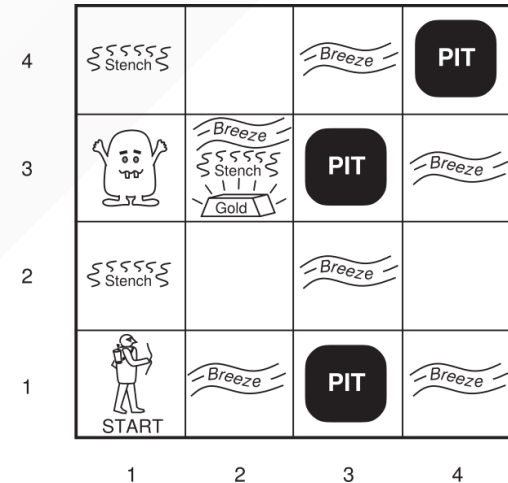 4
Stench
Breeze
PIT
3
Breeze
Stench
Gold
PIT
Breeze
2
Stench
Breeze
1
START
Breeze
PIT
Breeze
1 2 3 4